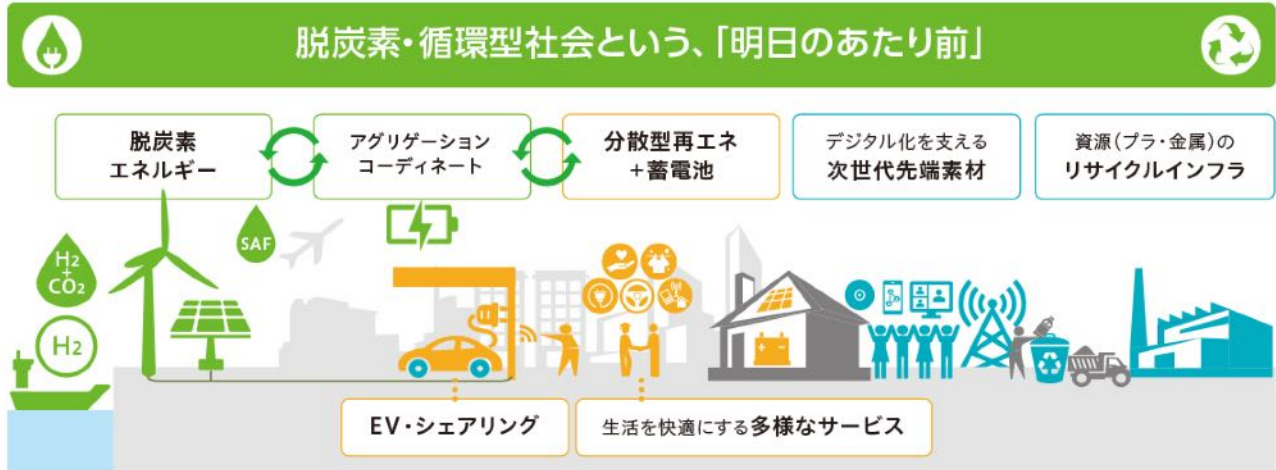 脱炭素・循環型社会という、「明日のあたり前」
脱炭素
エネルギー
アグリゲーション
コーディネート
分散型再エネ
+蓄電池
デジタル化を支える
次世代先端素材
資源(プラ・金属)の
リサイクルインフラ
SAF
H2
+
CO2
H2
EV・シェアリング
生活を快適にする多様なサービス